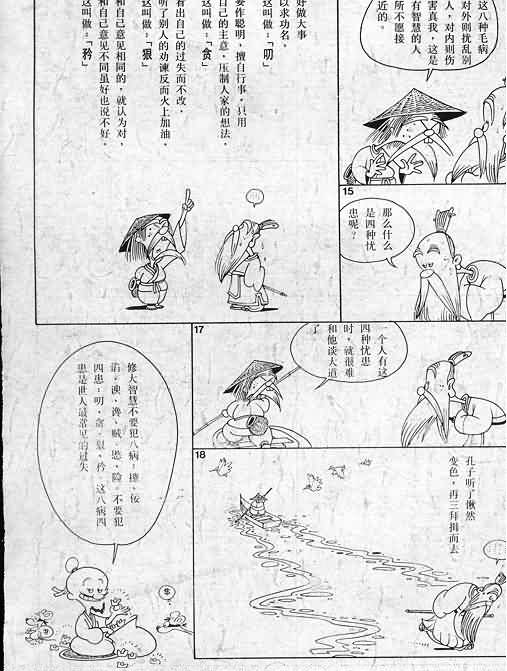 这八种毛病
对外则扰乱别
人，对内则伤
害真我，这是
有智慧的人
所不愿接
近的。
15
那么什么
是四种忧
患呢？
好做大事
以求功名，
这叫做：「叨」
要作聪明，擅自行事，只用
自己的主意，压制人家的想法，
这叫做：「贪」
看出自己的过失而不改，
听了别人的劝谏反而火上加油，
这叫做：「狠」
和自己意见相同的，就认为对，
和自己意见不同虽好也说不好，
这叫做：「矜」
17
一个人有这
四种忧患
时，就很难
和他谈大道
了
18
孔子听了愀然
变色，再三拜揖而去
修大智慧不要犯八病：摠、佞
谄、谀、谗、贼、慝、险。不要犯
四患：叨、贪、狠、矜。这八病四
患是世人最常见的过失